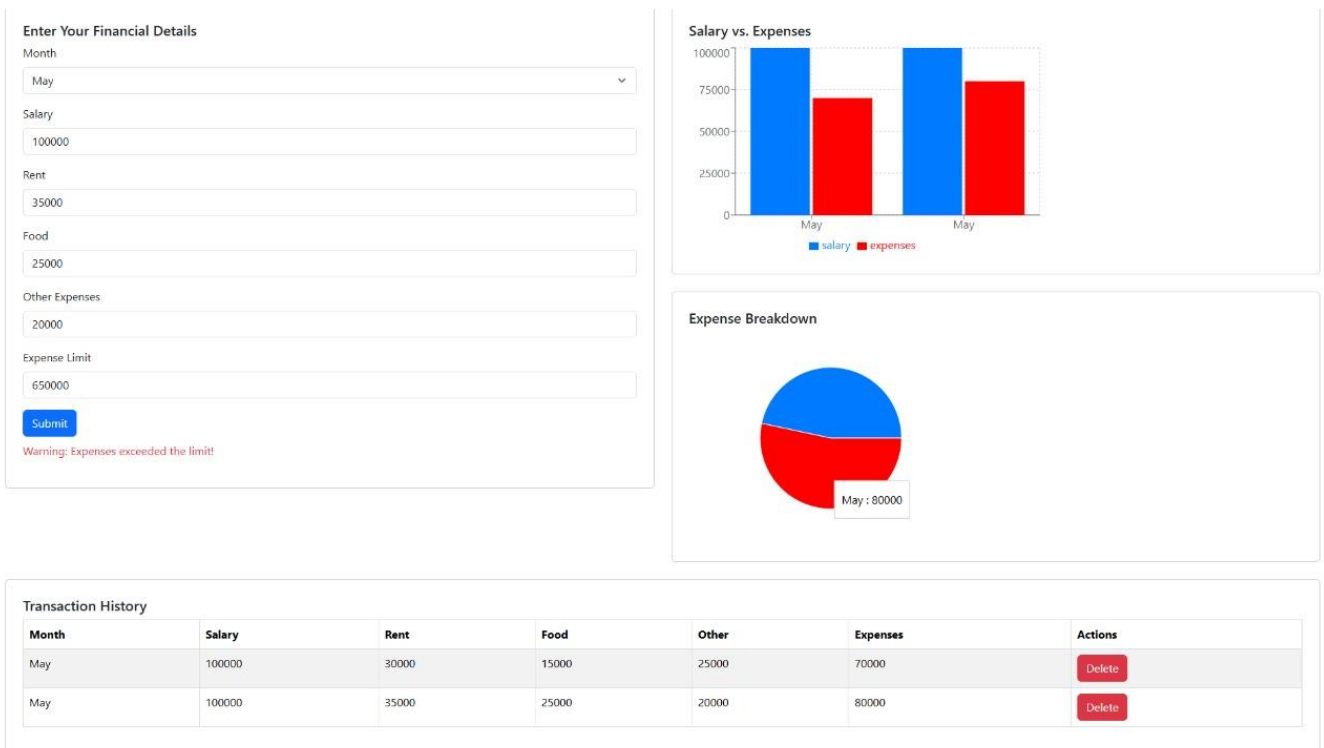 Enter Your Financial Details
Month
May
Salary
100000
Rent
35000
Food
25000
Other Expenses
20000
Expense Limit
650000
Submit
Warning: Expenses exceeded the limit!
Salary vs. Expenses
100000
75000
50000
25000
0
May May
salary expenses
Expense Breakdown
May : 80000
Transaction History
Month Salary Rent Food Other Expenses Actions
May 100000 30000 15000 25000 70000 Delete
May 100000 35000 25000 20000 80000 Delete